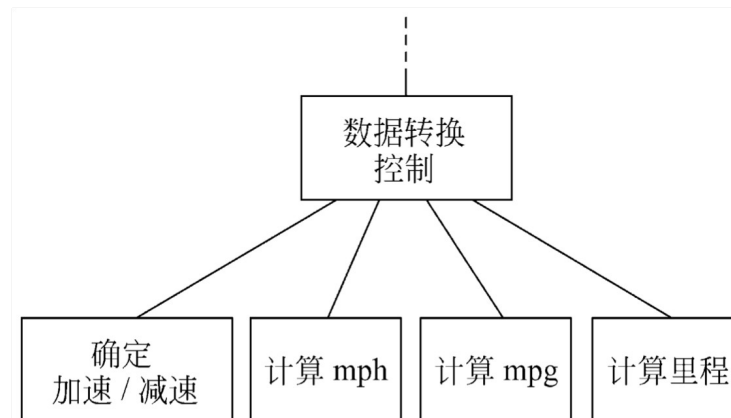 数据转换
控制
确定
加速 / 减速
计算 mph
计算 mpg
计算里程